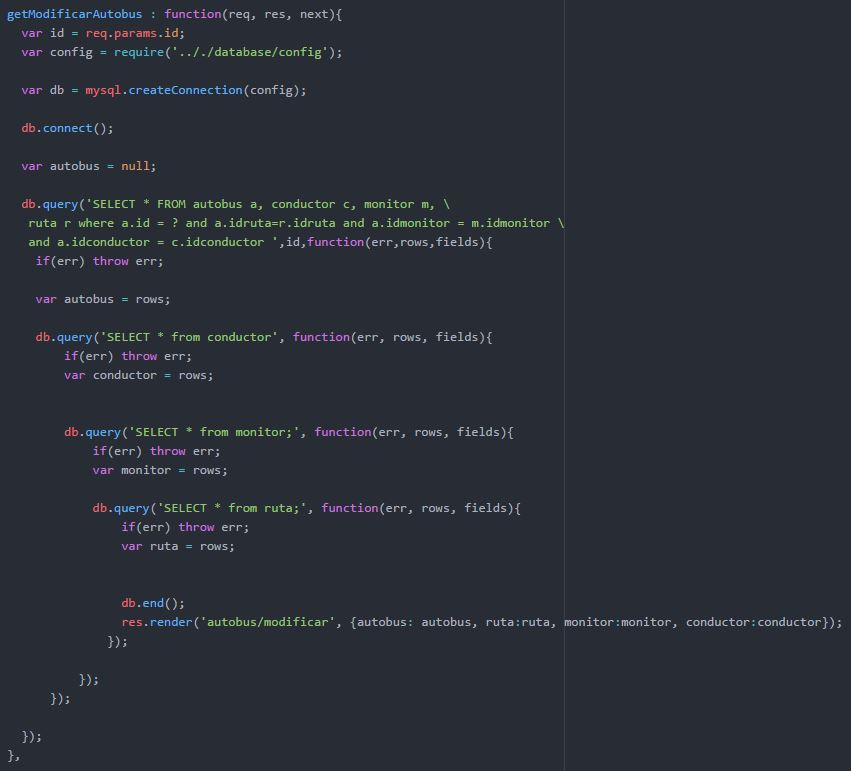 getModificarAutobus : function(req, res, next){
  var id = req.params.id;
  var config = require('.././database/config');

  var db = mysql.createConnection(config);

  db.connect();

  var autobus = null;

  db.query('SELECT * FROM autobus a, conductor c, monitor m, \
   ruta r where a.id = ? and a.idruta=r.idruta and a.idmonitor = m.idmonitor \
   and a.idconductor = c.idconductor ',id,function(err,rows,fields){
    if(err) throw err;

    var autobus = rows;

    db.query('SELECT * from conductor', function(err, rows, fields){
        if(err) throw err;
        var conductor = rows;


        db.query('SELECT * from monitor;', function(err, rows, fields){
            if(err) throw err;
            var monitor = rows;

            db.query('SELECT * from ruta;', function(err, rows, fields){
                if(err) throw err;
                var ruta = rows;


                db.end();
                res.render('autobus/modificar', {autobus: autobus, ruta:ruta, monitor:monitor, conductor:conductor});
              });

          });
      });

  });
},